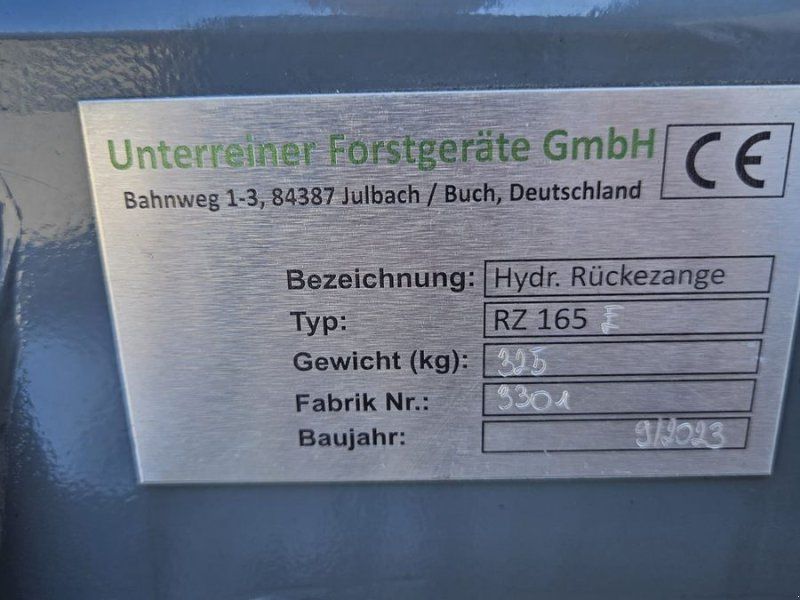 Unterreiner Forstgeräte GmbH CE
Bahnweg 1-3, 84387 Julbach / Buch, Deutschland
Bezeichnung: Hydr. Rückezange
Typ: RZ 165 E
Gewicht (kg): 325
Fabrik Nr.: 3301
Baujahr: 9/2023